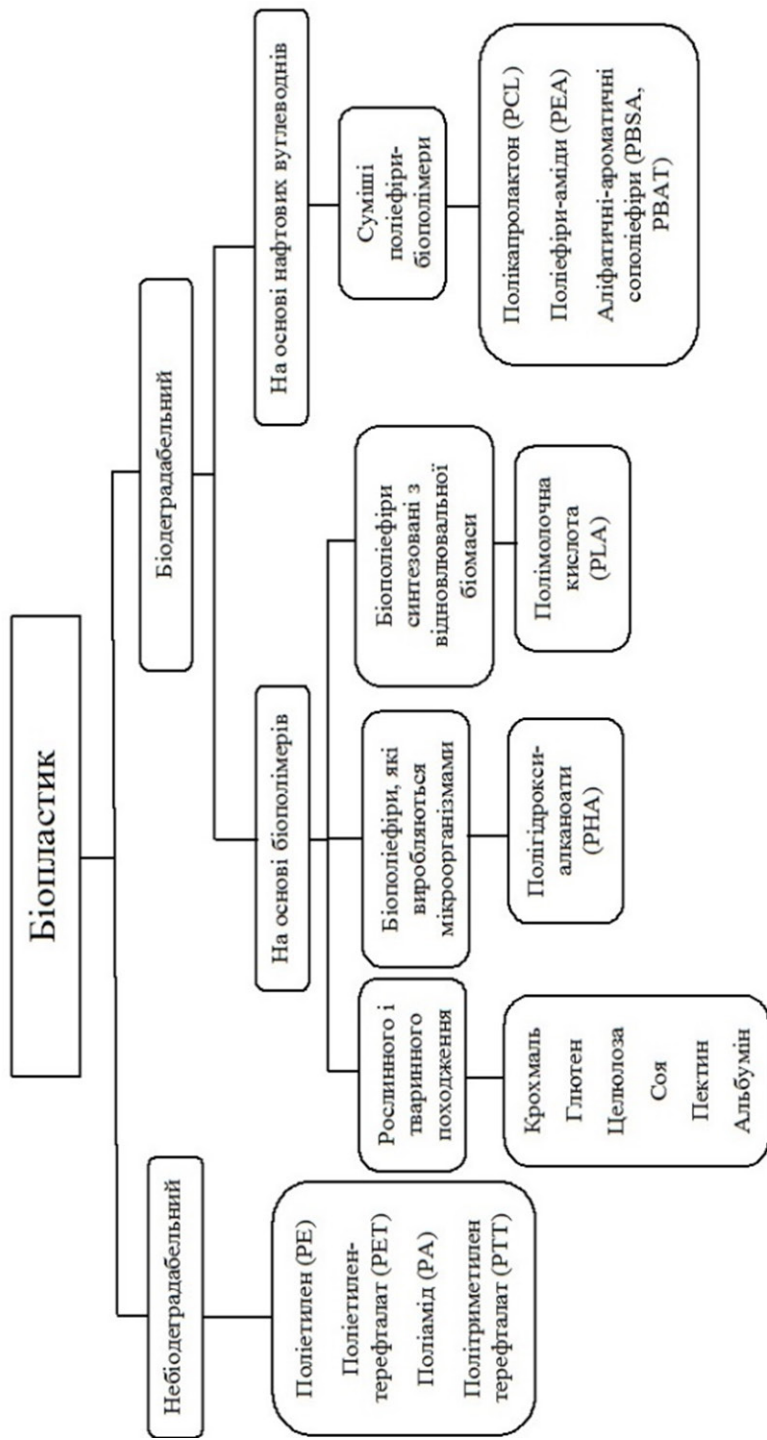 Біопластик
Небіодеградабельний
Біодеградабельний
Поліетилен (PE)
Поліетилен-
терефталат (PET)
Поліамід (PA)
Політриметилен
терефталат (PTT)
На основі біополімерів
На основі нафтових вуглеводнів
Рослинного і
тваринного
походження
Біополіефіри, які
виробляються
мікроорганізмами
Біополіефіри
синтезовані з
відновлювальної
біомаси
Суміші
поліефіри-
біополімери
Крохмаль
Глютен
Целюлоза
Соя
Пектин
Альбумін
Полігідрокси-
алканоати
(PHA)
Полімолочна
кислота
(PLA)
Полікапролактон (PCL)
Поліефіри-аміди (PEA)
Аліфатичні-ароматичні
сополіефіри (PBSA,
PBAT)